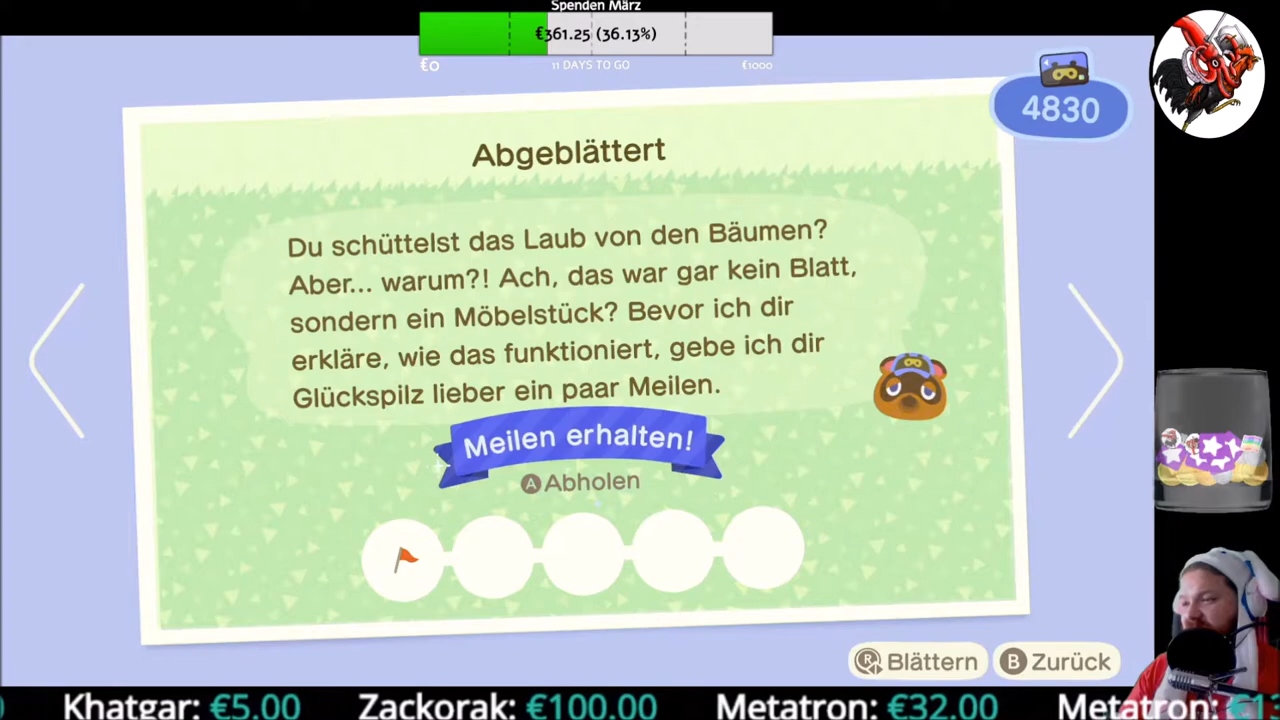 Spenden März
€361.25 (36.13%)
€0
11 DAYS TO GO
€1000
4830
Abgeblättert
Du schüttelst das Laub von den Bäumen?
Aber... warum?! Ach, das war gar kein Blatt,
sondern ein Möbelstück? Bevor ich dir
erkläre, wie das funktioniert, gebe ich dir
Glückspilz lieber ein paar Meilen.
Meilen erhalten!
A Abholen
R Blättern
B Zurück
Khatgar: €5.00 Zackorak: €100.00 Metatron: €32.00 Metatron: